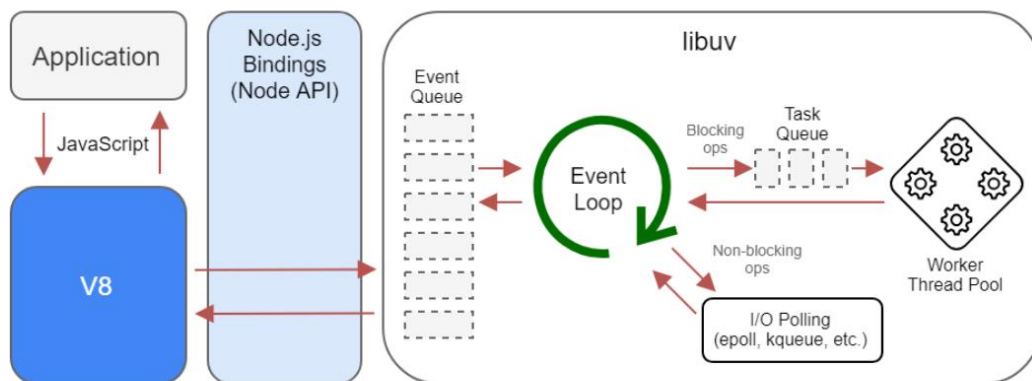 Application
JavaScript
V8
Node.js
Bindings
(Node API)
libuv
Event
Queue
Event
Loop
Blocking
ops
Task
Queue
Worker
Thread Pool
Non-blocking
ops
I/O Polling
(epoll, kqueue, etc.)